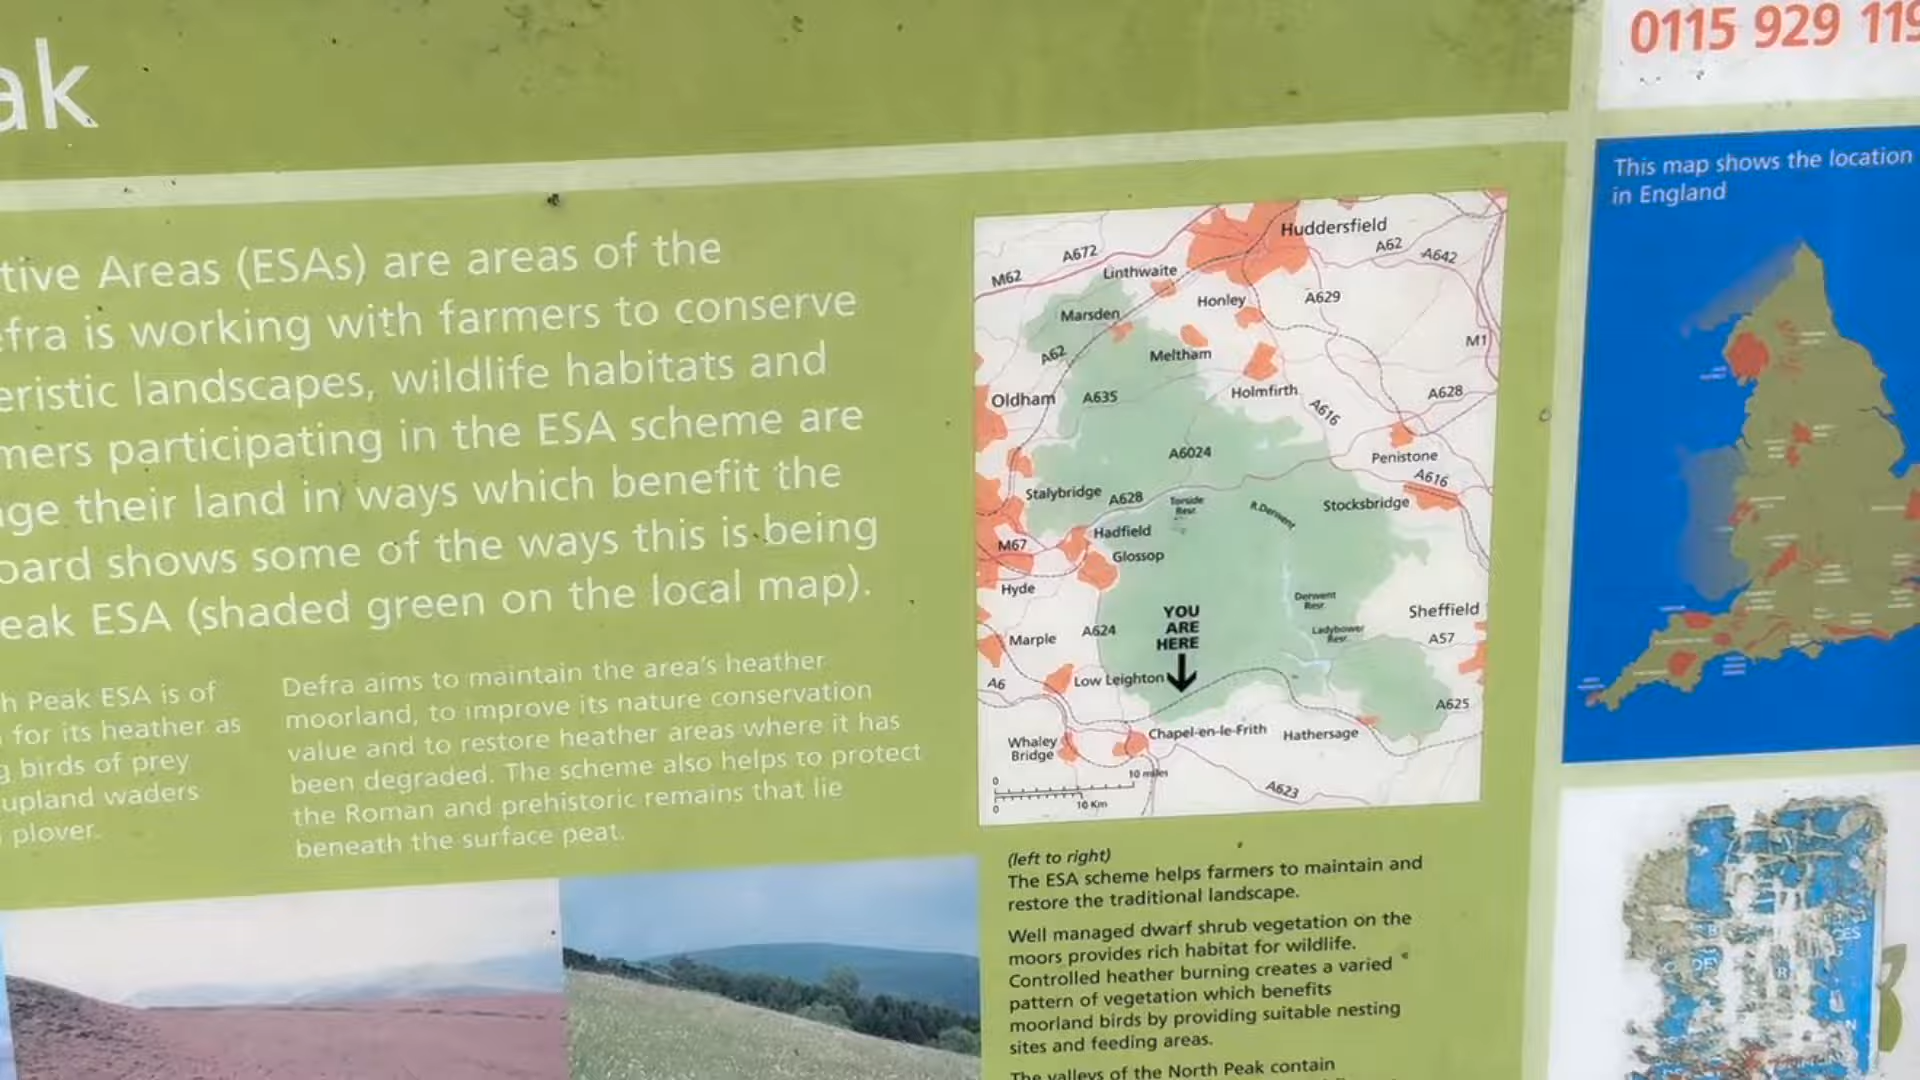 ak
0115 929 119
tive Areas (ESAs) are areas of the
efra is working with farmers to conserve
eristic landscapes, wildlife habitats and
mers participating in the ESA scheme are
age their land in ways which benefit the
oard shows some of the ways this is being
eak ESA (shaded green on the local map).
h Peak ESA is of
for its heather as
g birds of prey
upland waders
plover.
Defra aims to maintain the area's heather
moorland, to improve its nature conservation
value and to restore heather areas where it has
been degraded. The scheme also helps to protect
the Roman and prehistoric remains that lie
beneath the surface peat.
Huddersfield
A62
A642
A672
M62
Linthwaite
Honley
A629
Marsden
M1
A62
Meltham
Holmfirth
A628
Oldham
A635
A616
A6024
Penistone
A616
Stalybridge
A628
Torside
Resr.
R.Derwent
Stocksbridge
Hadfield
M67
Glossop
Hyde
Derwent
Resr.
Sheffield
YOU
ARE
HERE
Marple
A624
Ladybower
Resr.
A57
A6
Low Leighton
A625
Whaley
Bridge
Chapel-en-le-Frith
Hathersage
0
10 miles
0
10 Km
A623
(left to right)
The ESA scheme helps farmers to maintain and
restore the traditional landscape.
Well managed dwarf shrub vegetation on the
moors provides rich habitat for wildlife.
Controlled heather burning creates a varied
pattern of vegetation which benefits
moorland birds by providing suitable nesting
sites and feeding areas.
The valleys of the North Peak contain
This map shows the location
in England